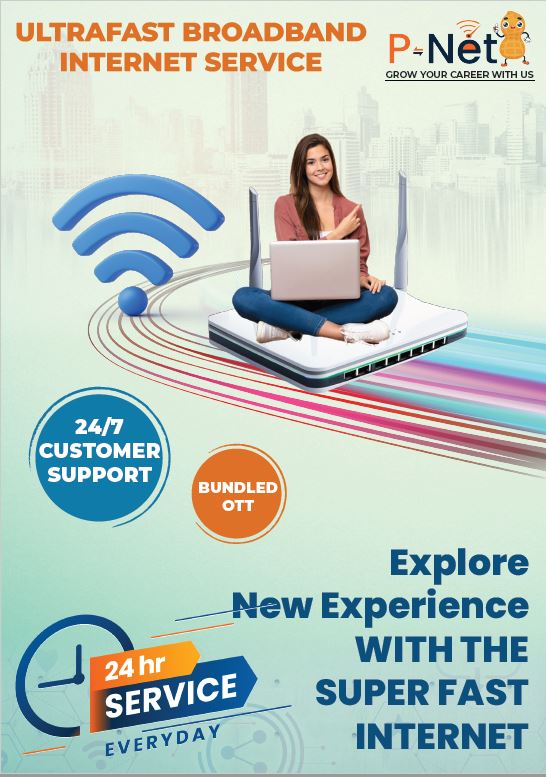 ULTRAFAST BROADBAND
INTERNET SERVICE
P-Net
GROW YOUR CAREER WITH US
24/7
CUSTOMER
SUPPORT
BUNDLED
OTT
Explore
New Experience
WITH THE
SUPER FAST
INTERNET
24 hr
SERVICE
EVERYDAY